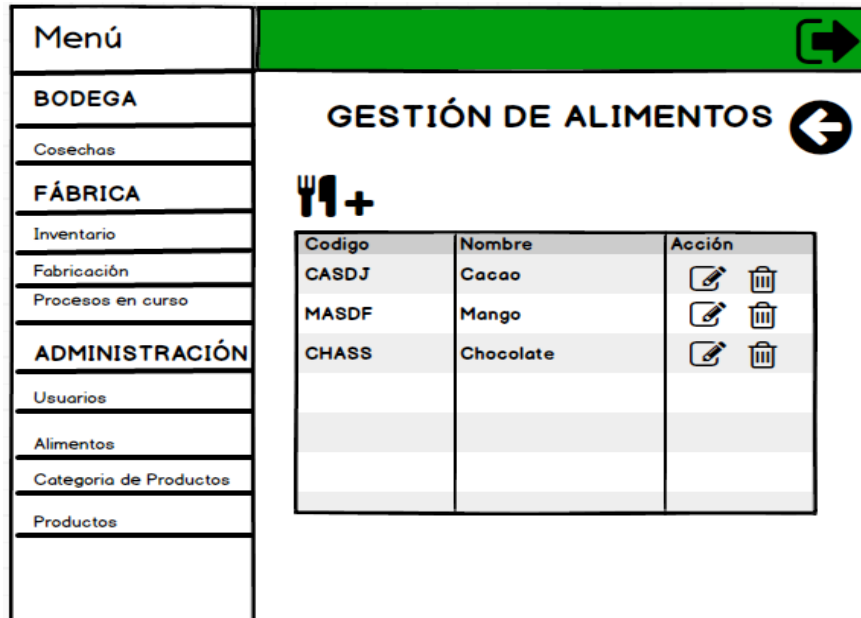 Menú
BODEGA
Cosechas
FÁBRICA
Inventario
Fabricación
Procesos en curso
ADMINISTRACIÓN
Usuarios
Alimentos
Categoria de Productos
Productos
GESTIÓN DE ALIMENTOS
+
Codigo Nombre Acción
CASDJ Cacao
MASDF Mango
CHASS Chocolate